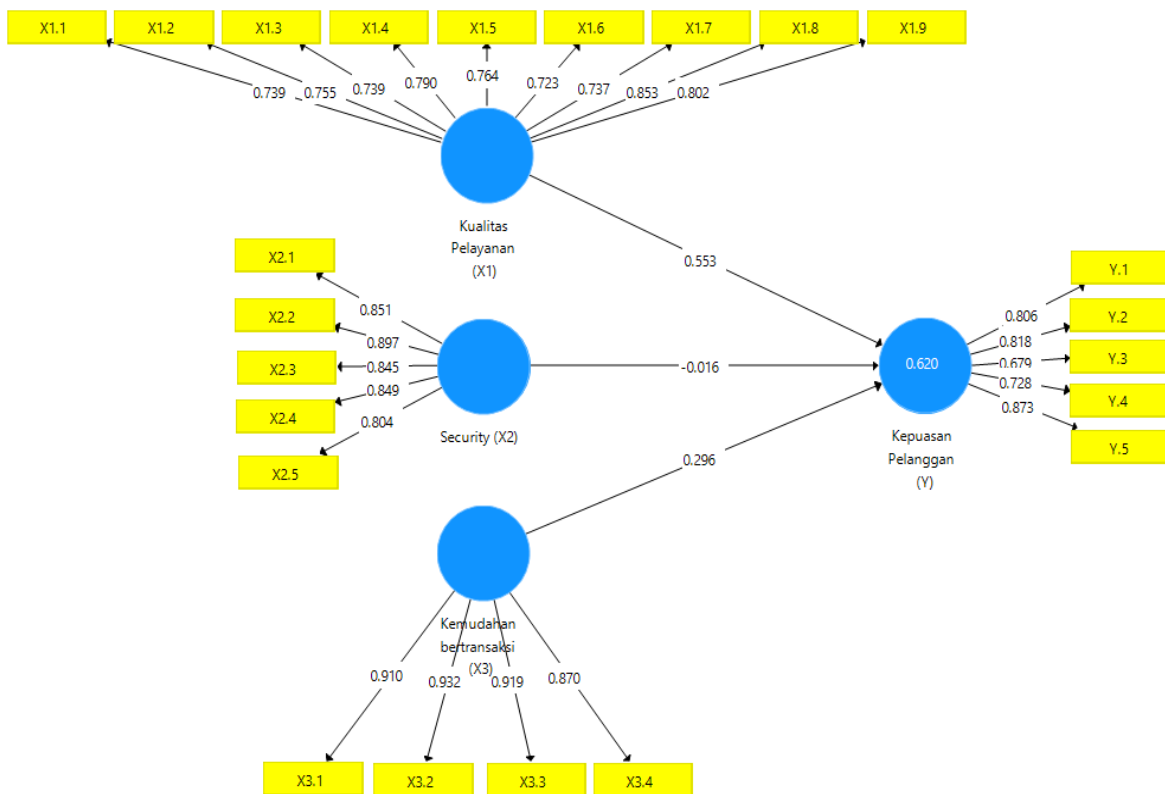 X1.1
X1.2
X1.3
X1.4
X1.5
X1.6
X1.7
X1.8
X1.9
0.739
0.755
0.739
0.790
0.764
0.723
0.737
0.853
0.802
Kualitas
Pelayanan
(X1)
0.553
X2.1
X2.2
X2.3
X2.4
X2.5
0.851
0.897
0.845
0.849
0.804
Security (X2)
-0.016
0.620
Kepuasan
Pelanggan
(Y)
0.806
0.818
0.679
0.728
0.873
Y.1
Y.2
Y.3
Y.4
Y.5
0.296
Kemudahan
bertransaksi
(X3)
0.910
0.932
0.919
0.870
X3.1
X3.2
X3.3
X3.4